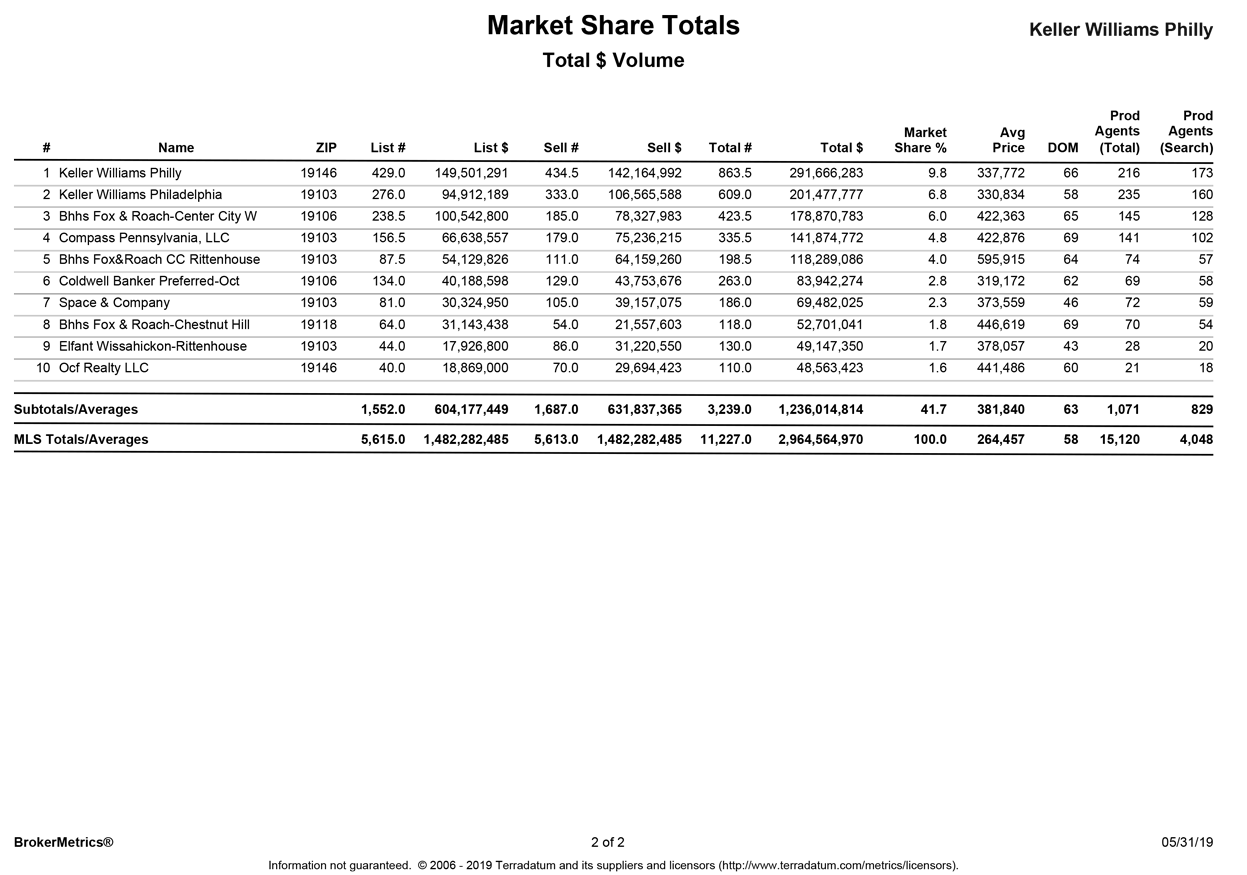 Market Share Totals
Keller Williams Philly
Total $ Volume
# Name ZIP List # List $ Sell # Sell $ Total # Total $ Market Share % Avg Price DOM Prod Agents (Total) Prod Agents (Search)
1 Keller Williams Philly 19146 429.0 149,501,291 434.5 142,164,992 863.5 291,666,283 9.8 337,772 66 216 173
2 Keller Williams Philadelphia 19103 276.0 94,912,189 333.0 106,565,588 609.0 201,477,777 6.8 330,834 58 235 160
3 Bhhs Fox & Roach-Center City W 19106 238.5 100,542,800 185.0 78,327,983 423.5 178,870,783 6.0 422,363 65 145 128
4 Compass Pennsylvania, LLC 19103 156.5 66,638,557 179.0 75,236,215 335.5 141,874,772 4.8 422,876 69 141 102
5 Bhhs Fox&Roach CC Rittenhouse 19103 87.5 54,129,826 111.0 64,159,260 198.5 118,289,086 4.0 595,915 64 74 57
6 Coldwell Banker Preferred-Oct 19106 134.0 40,188,598 129.0 43,753,676 263.0 83,942,274 2.8 319,172 62 69 58
7 Space & Company 19103 81.0 30,324,950 105.0 39,157,075 186.0 69,482,025 2.3 373,559 46 72 59
8 Bhhs Fox & Roach-Chestnut Hill 19118 64.0 31,143,438 54.0 21,557,603 118.0 52,701,041 1.8 446,619 69 70 54
9 Elfant Wissahickon-Rittenhouse 19103 44.0 17,926,800 86.0 31,220,550 130.0 49,147,350 1.7 378,057 43 28 20
10 Ocf Realty LLC 19146 40.0 18,869,000 70.0 29,694,423 110.0 48,563,423 1.6 441,486 60 21 18
Subtotals/Averages 1,552.0 604,177,449 1,687.0 631,837,365 3,239.0 1,236,014,814 41.7 381,840 63 1,071 829
MLS Totals/Averages 5,615.0 1,482,282,485 5,613.0 1,482,282,485 11,227.0 2,964,564,970 100.0 264,457 58 15,120 4,048
BrokerMetrics® 2 of 2 05/31/19
Information not guaranteed. © 2006 - 2019 Terradatum and its suppliers and licensors (http://www.terradatum.com/metrics/licensors).